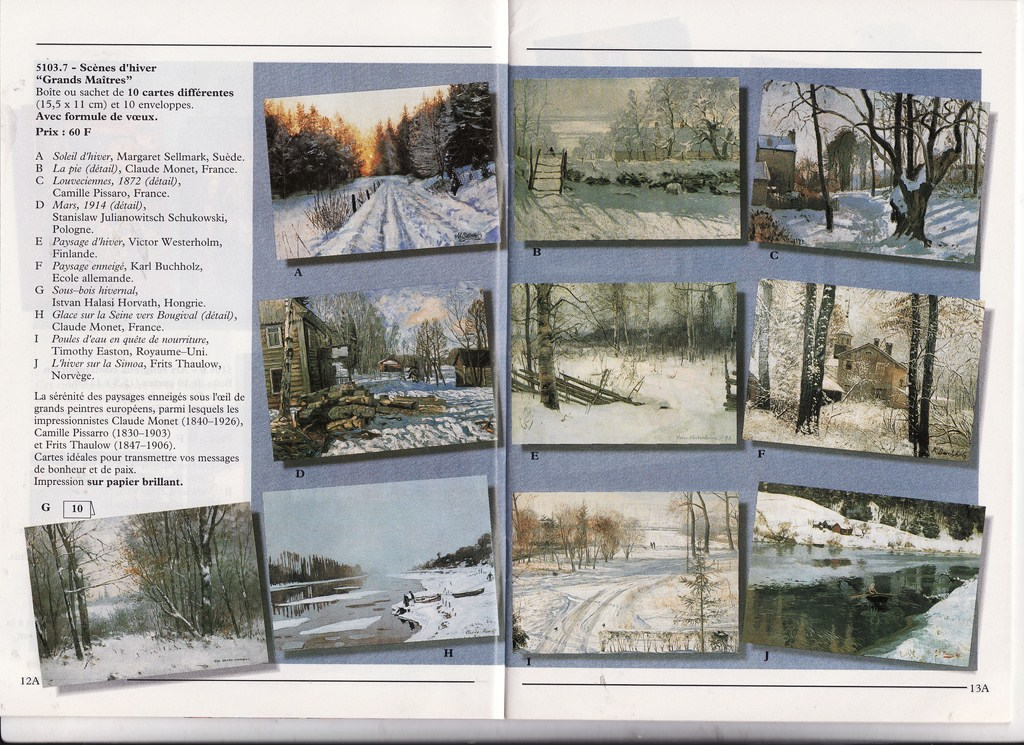 5103.7 - Scènes d'hiver
“Grands Maîtres”
Boîte ou sachet de 10 cartes différentes
(15,5 x 11 cm) et 10 enveloppes.
Avec formule de vœux.
Prix : 60 F
A Soleil d'hiver, Margaret Sellmark, Suède.
B La pie (détail), Claude Monet, France.
C Louveciennes, 1872 (détail),
Camille Pissaro, France.
D Mars, 1914 (détail),
Stanislaw Julianowitsch Schukowski,
Pologne.
E Paysage d'hiver, Victor Westerholm,
Finlande.
F Paysage enneigé, Karl Buchholz,
Ecole allemande.
G Sous–bois hivernal,
Istvan Halasi Horvath, Hongrie.
H Glace sur la Seine vers Bougival (détail),
Claude Monet, France.
I Poules d'eau en quête de nourriture,
Timothy Easton, Royaume–Uni.
J L'hiver sur la Simoa, Frits Thaulow,
Norvège.
La sérénité des paysages enneigés sous l'œil de
grands peintres européens, parmi lesquels les
impressionnistes Claude Monet (1840–1926),
Camille Pissarro (1830–1903)
et Frits Thaulow (1847–1906).
Cartes idéales pour transmettre vos messages
de bonheur et de paix.
Impression sur papier brillant.
G 10
A
B
C
D
E
F
H
I
J
12A
13A